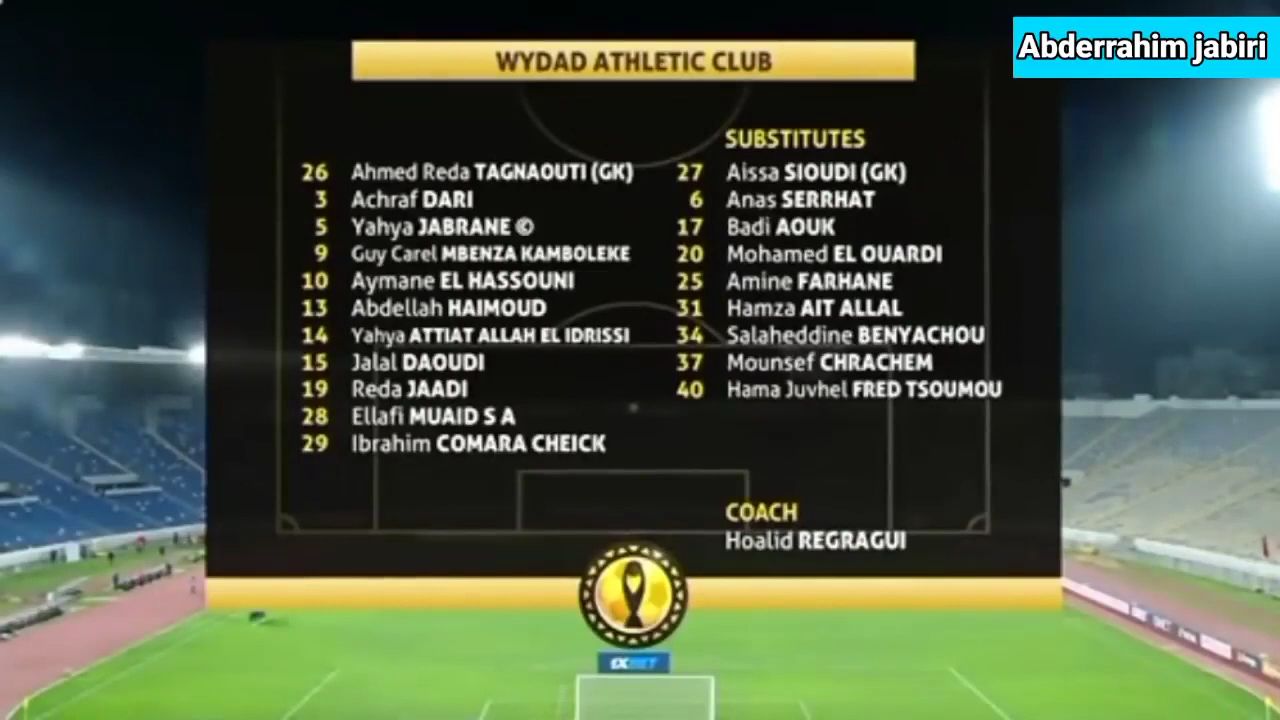 Abderrahim jabiri
WYDAD ATHLETIC CLUB
26 Ahmed Reda TAGNAOUTI (GK)
3 Achraf DARI
5 Yahya JABRANE ©
9 Guy Carel MBENZA KAMBOLEKE
10 Aymane EL HASSOUNI
13 Abdellah HAIMOUD
14 Yahya ATTIAT ALLAH EL IDRISSI
15 Jalal DAOUDI
19 Reda JAADI
28 Ellafi MUAID S A
29 Ibrahim COMARA CHEICK
SUBSTITUTES
27 Aissa SIOUDI (GK)
6 Anas SERRHAT
17 Badi AOUK
20 Mohamed EL OUARDI
25 Amine FARHANE
31 Hamza AIT ALLAL
34 Salaheddine BENYACHOU
37 Mounsef CHRACHEM
40 Hama Juvhel FRED TSOUMOU
COACH
Hoalid REGRAGUI
1XBET